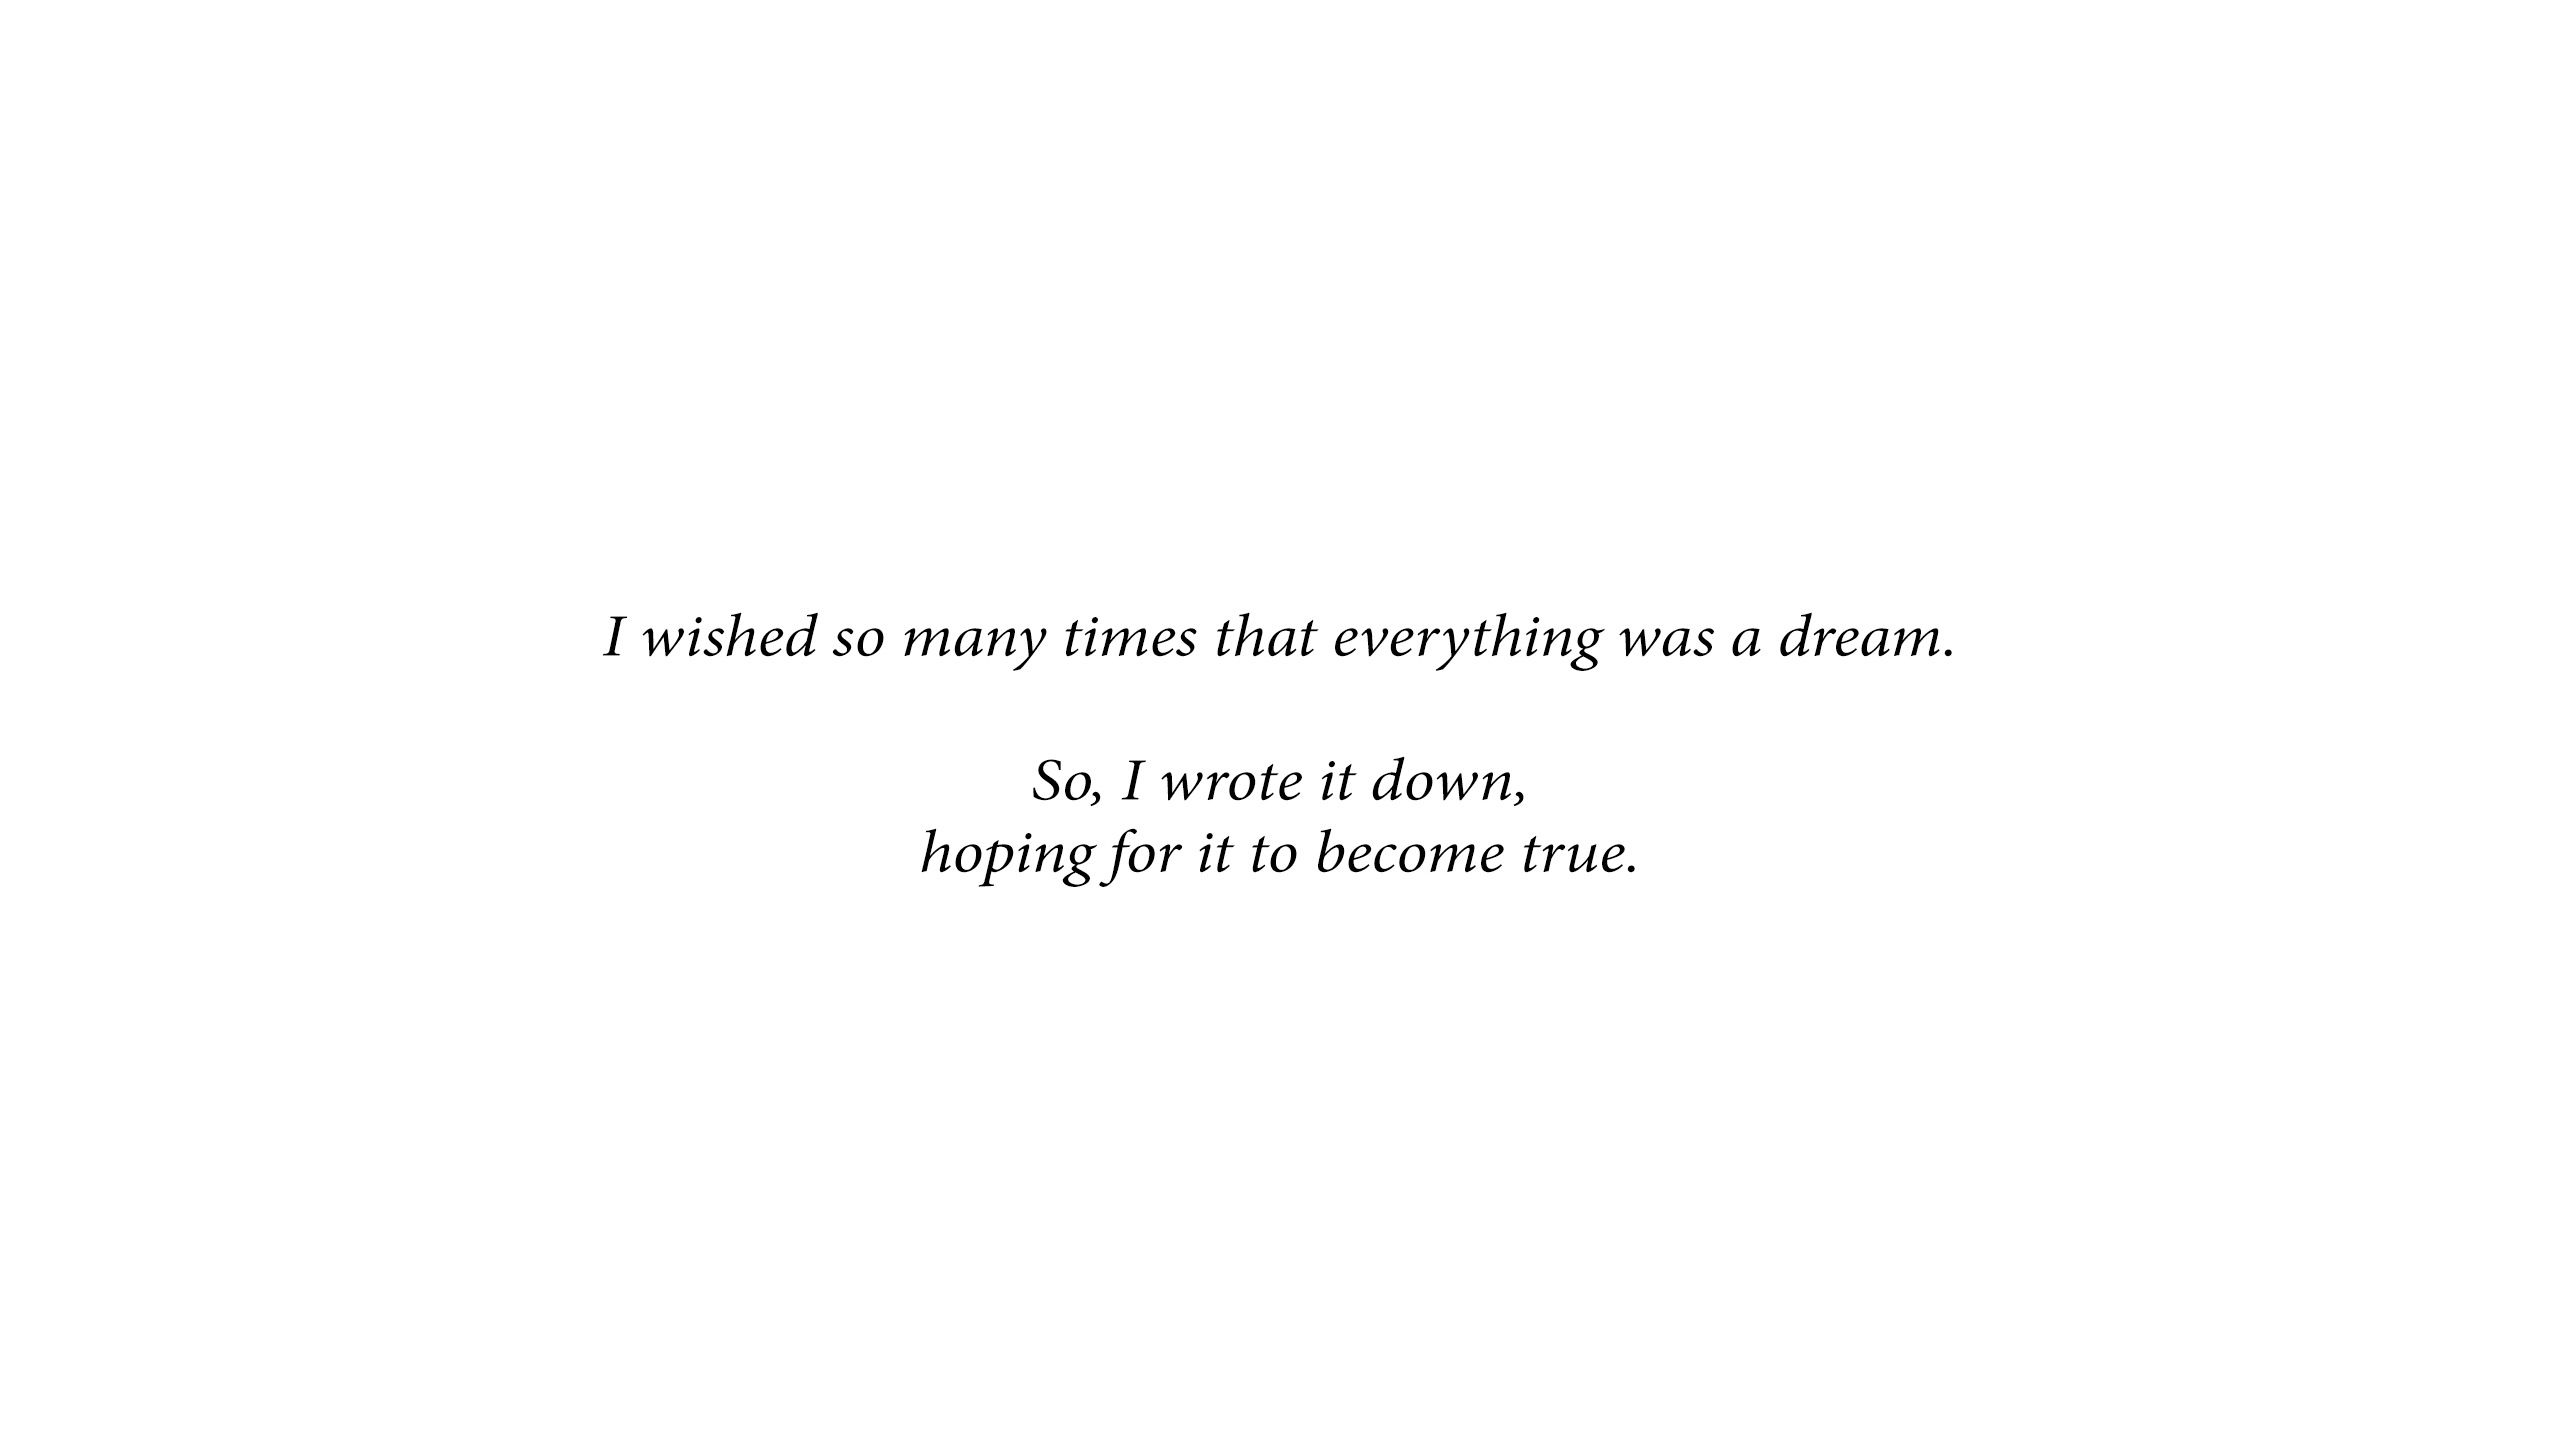 I wished so many times that everything was a dream.
So, I wrote it down,
hoping for it to become true.